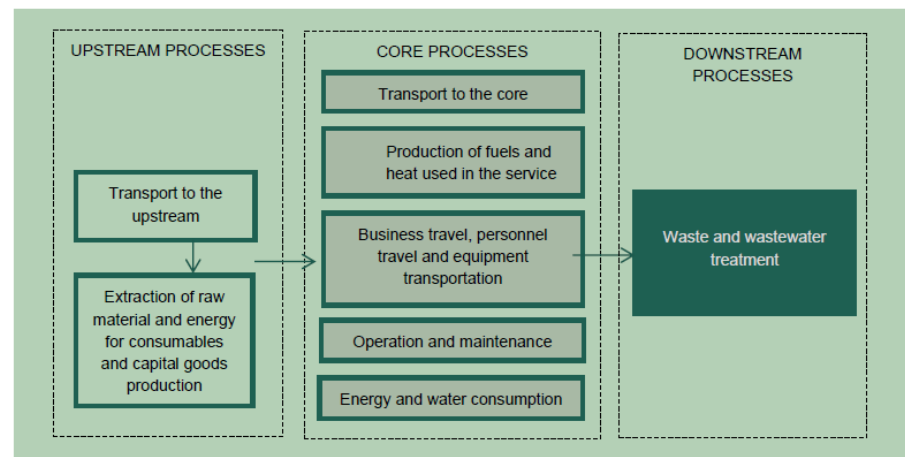 UPSTREAM PROCESSES
Transport to the
upstream
Extraction of raw
material and energy
for consumables
and capital goods
production
CORE PROCESSES
Transport to the core
Production of fuels and
heat used in the service
Business travel, personnel
travel and equipment
transportation
Operation and maintenance
Energy and water consumption
DOWNSTREAM
PROCESSES
Waste and wastewater
treatment